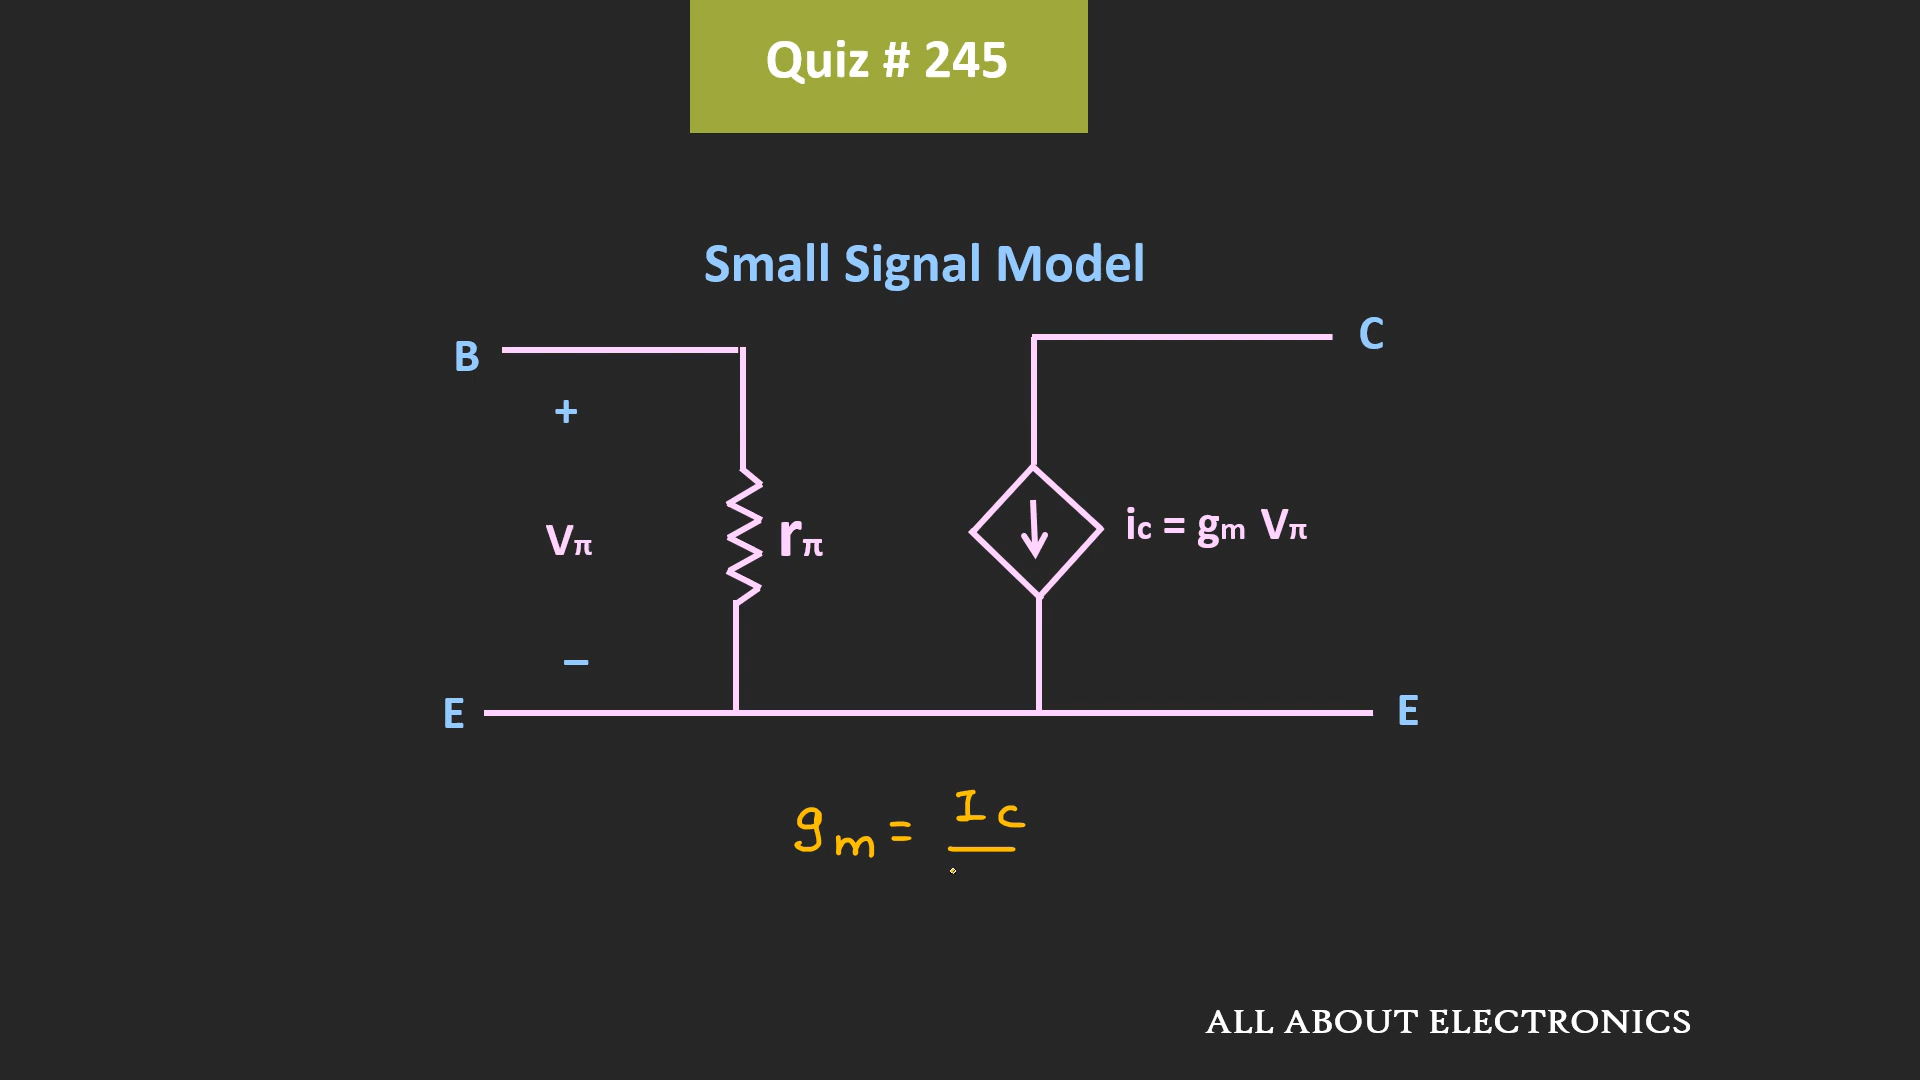 Quiz # 245
Small Signal Model
B
C
+
Vπ
rπ
ic = gm Vπ
–
E
E
gm = Ic
ALL ABOUT ELECTRONICS